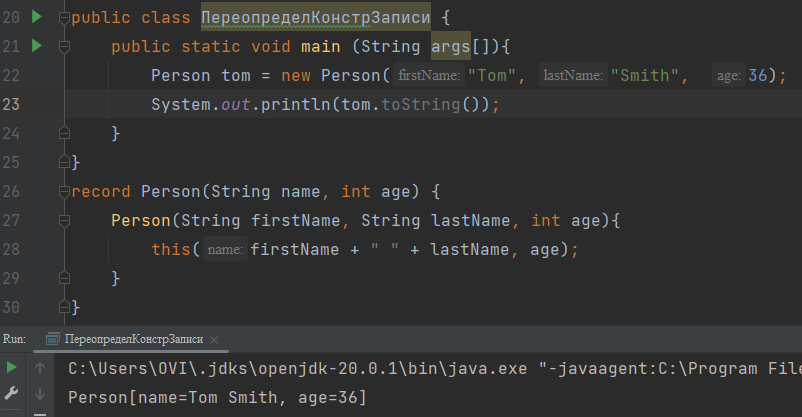 20 public class ПереопределКонстрЗаписи {
21 public static void main (String args[]){
22 Person tom = new Person( firstName: "Tom", lastName: "Smith", age: 36);
23 System.out.println(tom.toString());
24 }
25 }
26 record Person(String name, int age) {
27 Person(String firstName, String lastName, int age){
28 this( name: firstName + " " + lastName, age);
29 }
30 }
Run: ПереопределКонстрЗаписи ×
C:\Users\OVI\.jdks\openjdk-20.0.1\bin\java.exe "-javaagent:C:\Program File
Person[name=Tom Smith, age=36]